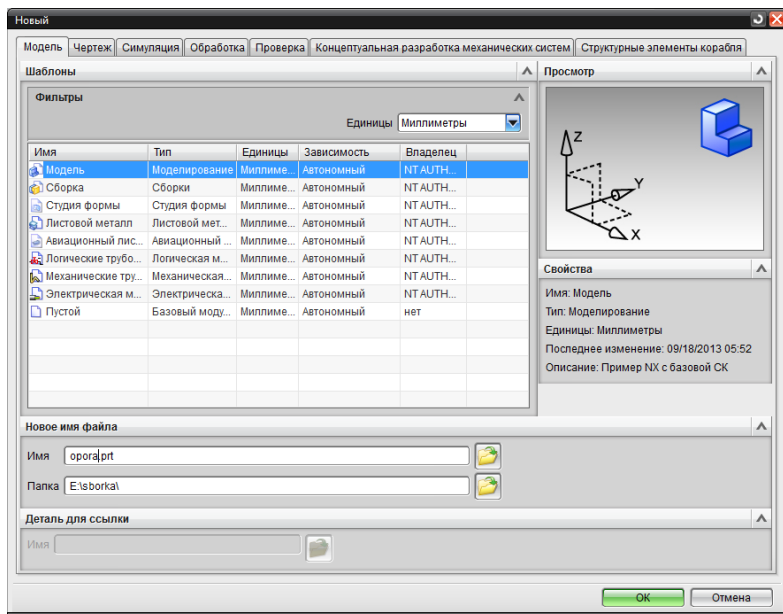 Новый
Модель Чертеж Симуляция Обработка Проверка Концептуальная разработка механических систем Структурные элементы корабля
Шаблоны
Фильтры
Единицы Миллиметры
Имя Тип Единицы Зависимость Владелец
Модель Моделирование Миллиме... Автономный NT AUTH...
Сборка Сборки Миллиме... Автономный NT AUTH...
Студия формы Студия формы Миллиме... Автономный NT AUTH...
Листовой металл Листовой мет... Миллиме... Автономный NT AUTH...
Авиационный лис... Авиационный ... Миллиме... Автономный NT AUTH...
Логические трубо... Логическая м... Миллиме... Автономный NT AUTH...
Механические тру... Механическая... Миллиме... Автономный NT AUTH...
Электрическая м... Электрическа... Миллиме... Автономный NT AUTH...
Пустой Базовый моду... Миллиме... Автономный нет
Просмотр
Z
Y
X
Свойства
Имя: Модель
Тип: Моделирование
Единицы: Миллиметры
Последнее изменение: 09/18/2013 05:52
Описание: Пример NX с базовой СК
Новое имя файла
Имя opora.prt
Папка E:\sborka\
Деталь для ссылки
Имя
OK Отмена